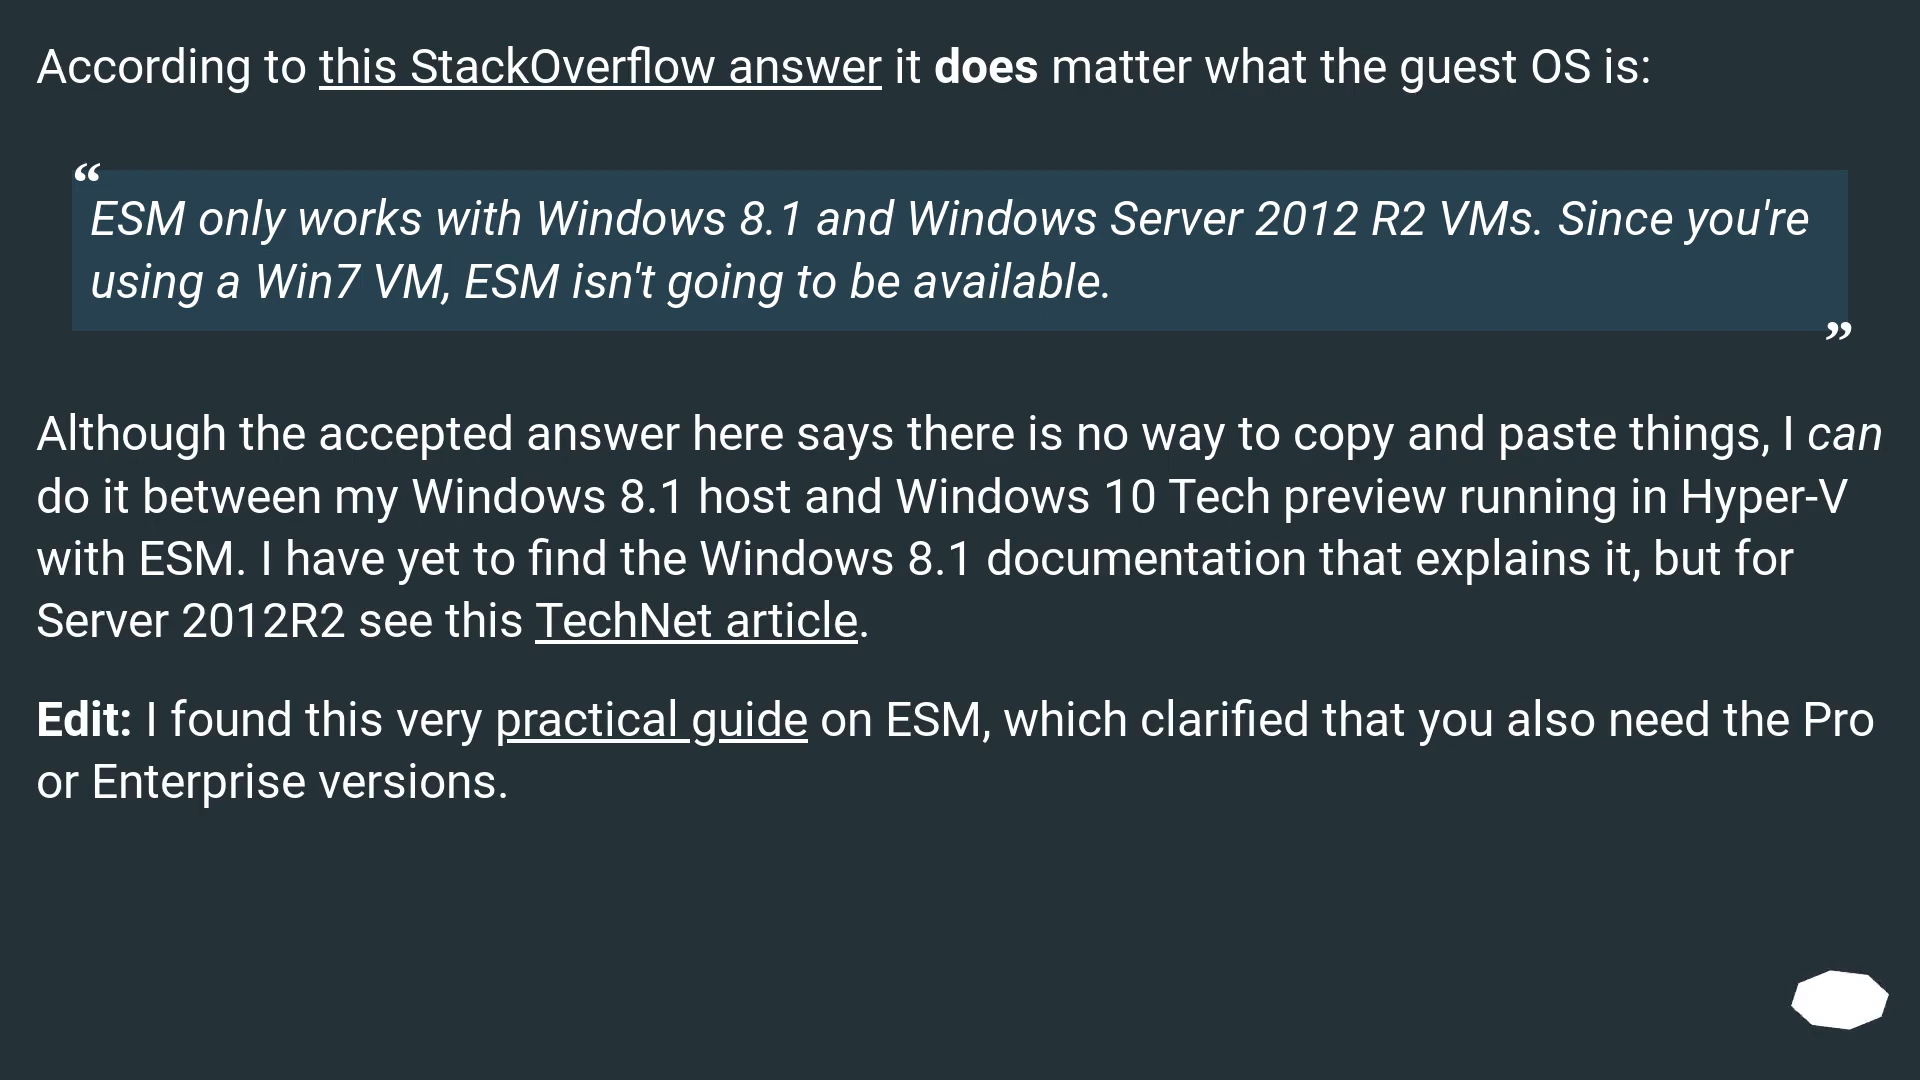 According to this StackOverflow answer it does matter what the guest OS is:
“
ESM only works with Windows 8.1 and Windows Server 2012 R2 VMs. Since you're
using a Win7 VM, ESM isn't going to be available.
”
Although the accepted answer here says there is no way to copy and paste things, I can
do it between my Windows 8.1 host and Windows 10 Tech preview running in Hyper-V
with ESM. I have yet to find the Windows 8.1 documentation that explains it, but for
Server 2012R2 see this TechNet article.
Edit: I found this very practical guide on ESM, which clarified that you also need the Pro
or Enterprise versions.